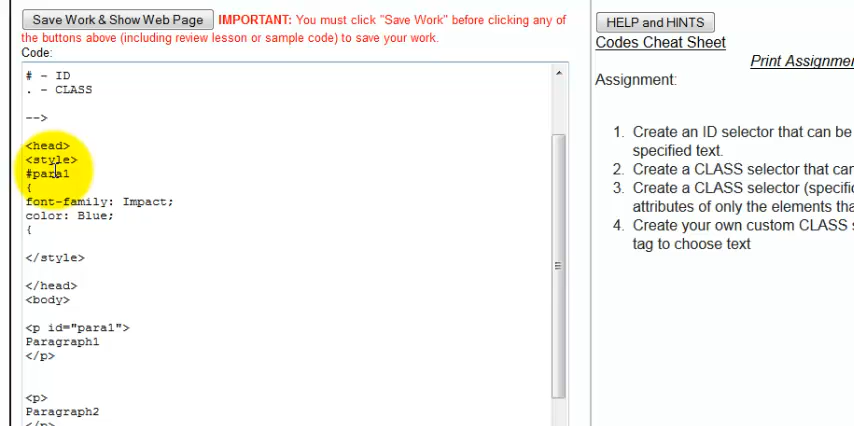 Save Work & Show Web Page IMPORTANT: You must click "Save Work" before clicking any of
the buttons above (including review lesson or sample code) to save your work.
Code:
# - ID
. - CLASS
-->
<head>
<style>
#para1
{
font-family: Impact;
color: Blue;
{
</style>
</head>
<body>
<p id="para1">
Paragraph1
</p>
<p>
Paragraph2
HELP and HINTS
Codes Cheat Sheet
Print Assignmen
Assignment:
1. Create an ID selector that can be
specified text.
2. Create a CLASS selector that can
3. Create a CLASS selector (specific
attributes of only the elements tha
4. Create your own custom CLASS s
tag to choose text